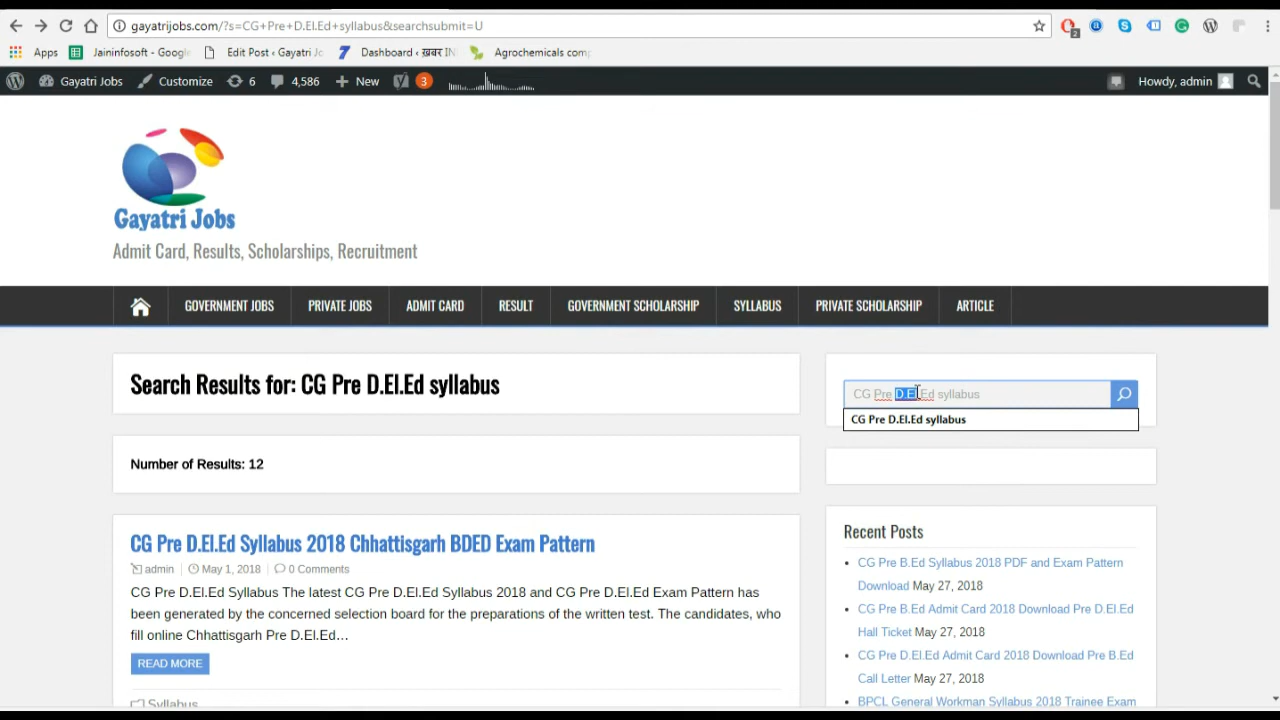 gayatrijobs.com/?s=CG+Pre+D.El.Ed+syllabus&searchsubmit=U
2
Apps Jaininfosoft - Google Edit Post ‹ Gayatri Jo Dashboard ‹ ख़बर IN Agrochemicals comp
Gayatri Jobs Customize 6 4,586 New 3 Howdy, admin
Gayatri Jobs
Admit Card, Results, Scholarships, Recruitment
GOVERNMENT JOBS PRIVATE JOBS ADMIT CARD RESULT GOVERNMENT SCHOLARSHIP SYLLABUS PRIVATE SCHOLARSHIP ARTICLE
Search Results for: CG Pre D.El.Ed syllabus
Number of Results: 12
CG Pre D.El.Ed Syllabus 2018 Chhattisgarh BDED Exam Pattern
admin May 1, 2018 0 Comments
CG Pre D.El.Ed Syllabus The latest CG Pre D.El.Ed Syllabus 2018 and CG Pre D.El.Ed Exam Pattern has
been generated by the concerned selection board for the preparations of the written test. The candidates, who
fill online Chhattisgarh Pre D.El.Ed…
READ MORE
Syllabus
CG Pre D.El.Ed syllabus
CG Pre D.El.Ed syllabus
Recent Posts
CG Pre B.Ed Syllabus 2018 PDF and Exam Pattern
Download May 27, 2018
CG Pre B.Ed Admit Card 2018 Download Pre D.El.Ed
Hall Ticket May 27, 2018
CG Pre D.El.Ed Admit Card 2018 Download Pre B.Ed
Call Letter May 27, 2018
BPCL General Workman Syllabus 2018 Trainee Exam